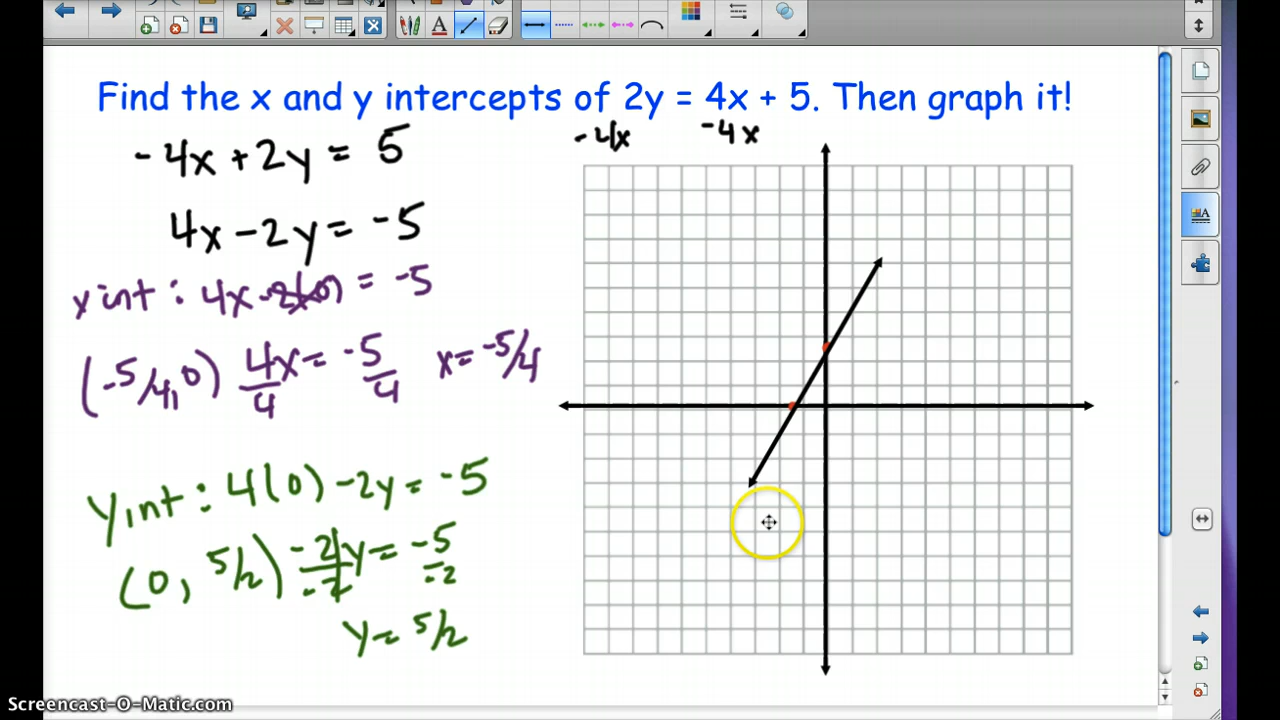 Find the x and y intercepts of 2y = 4x + 5. Then graph it!
-4x -4x
-4x + 2y = 5
4x - 2y = -5
x int : 4x - 2(0) = -5
(-5/4, 0) 4x/4 = -5/4 x = -5/4
y int : 4(0) - 2y = -5
(0, 5/2) -2y/-2 = -5/-2
y = 5/2
Screencast-O-Matic.com